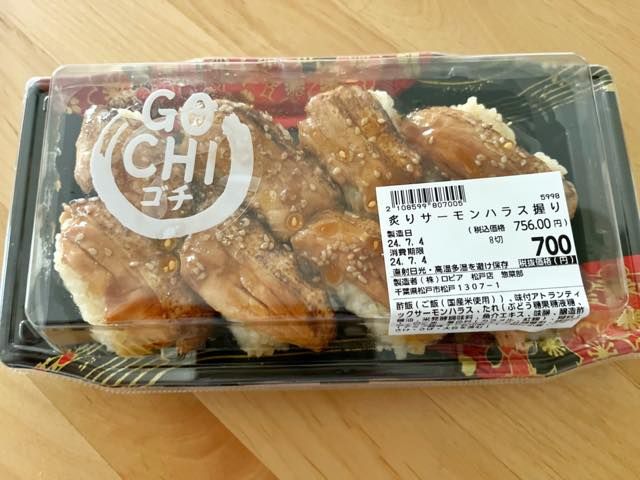 GO
CHI
コチ
5998
2108599807005
炙りサーモンハラス握り
製造日
(税込価格 756.00円)
24.7.4
8切
700
消費期限
24.7.4
税抜価格(円)
直射日光・高温多湿を避け保存
製造者(株)ロピア 松戸店 惣菜部
千葉県松戸市松戸1307-1
酢飯(ご飯(国産米使用))、味付アトランティ
ックサーモンハラス、たれ(ぶどう糖果糖液糖、